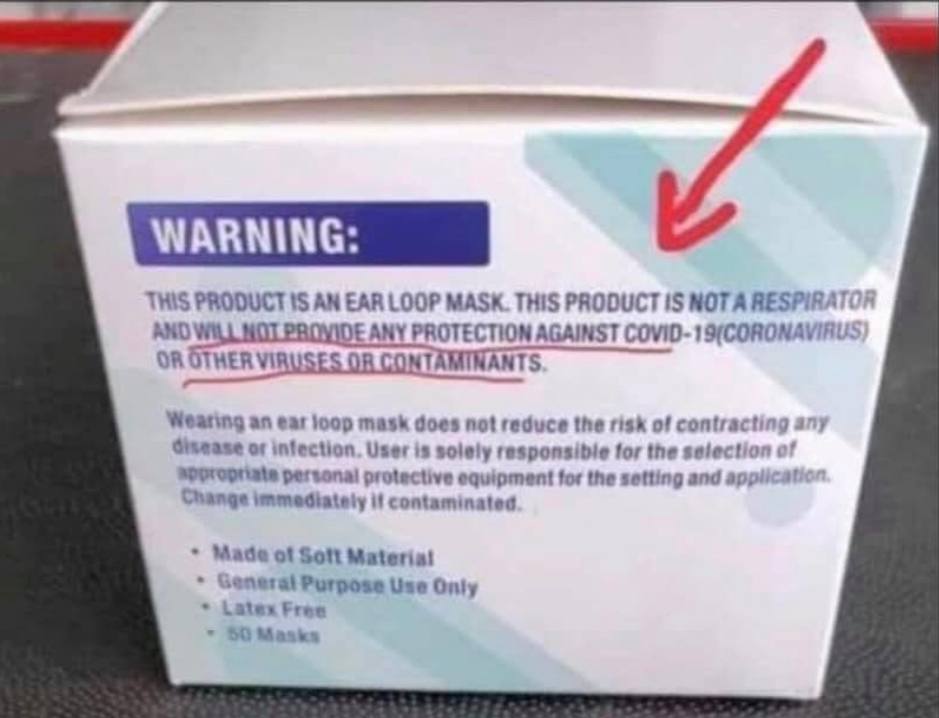 WARNING:
THIS PRODUCT IS AN EAR LOOP MASK. THIS PRODUCT IS NOT A RESPIRATOR
AND WILL NOT PROVIDE ANY PROTECTION AGAINST COVID-19(CORONAVIRUS)
OR OTHER VIRUSES OR CONTAMINANTS.
Wearing an ear loop mask does not reduce the risk of contracting any
disease or infection. User is solely responsible for the selection of
appropriate personal protective equipment for the setting and application.
Change immediately if contaminated.
• Made of Soft Material
• General Purpose Use Only
• Latex Free
• 50 Masks